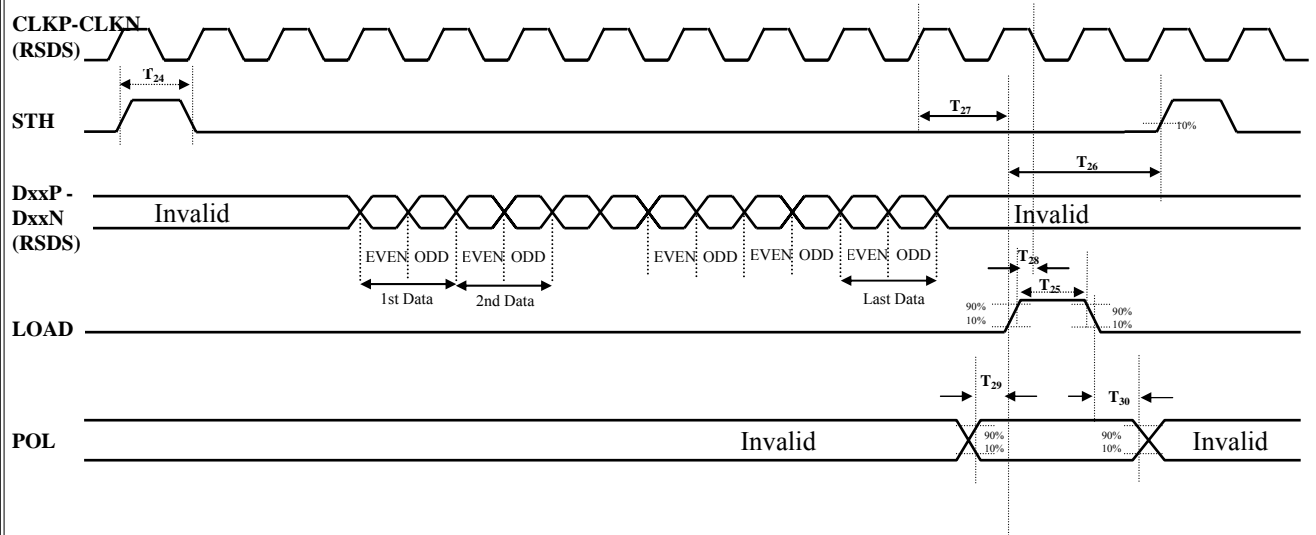 CLKP-CLKN
(RSDS)
T24
STH
T27
10%
T26
DxxP -
DxxN
(RSDS)
Invalid
Invalid
EVEN ODD EVEN ODD EVEN ODD EVEN ODD EVEN ODD
1st Data 2nd Data Last Data
T28
T25
LOAD
90%
10%
90%
10%
T29
T30
POL
Invalid
90%
10%
90%
10%
Invalid